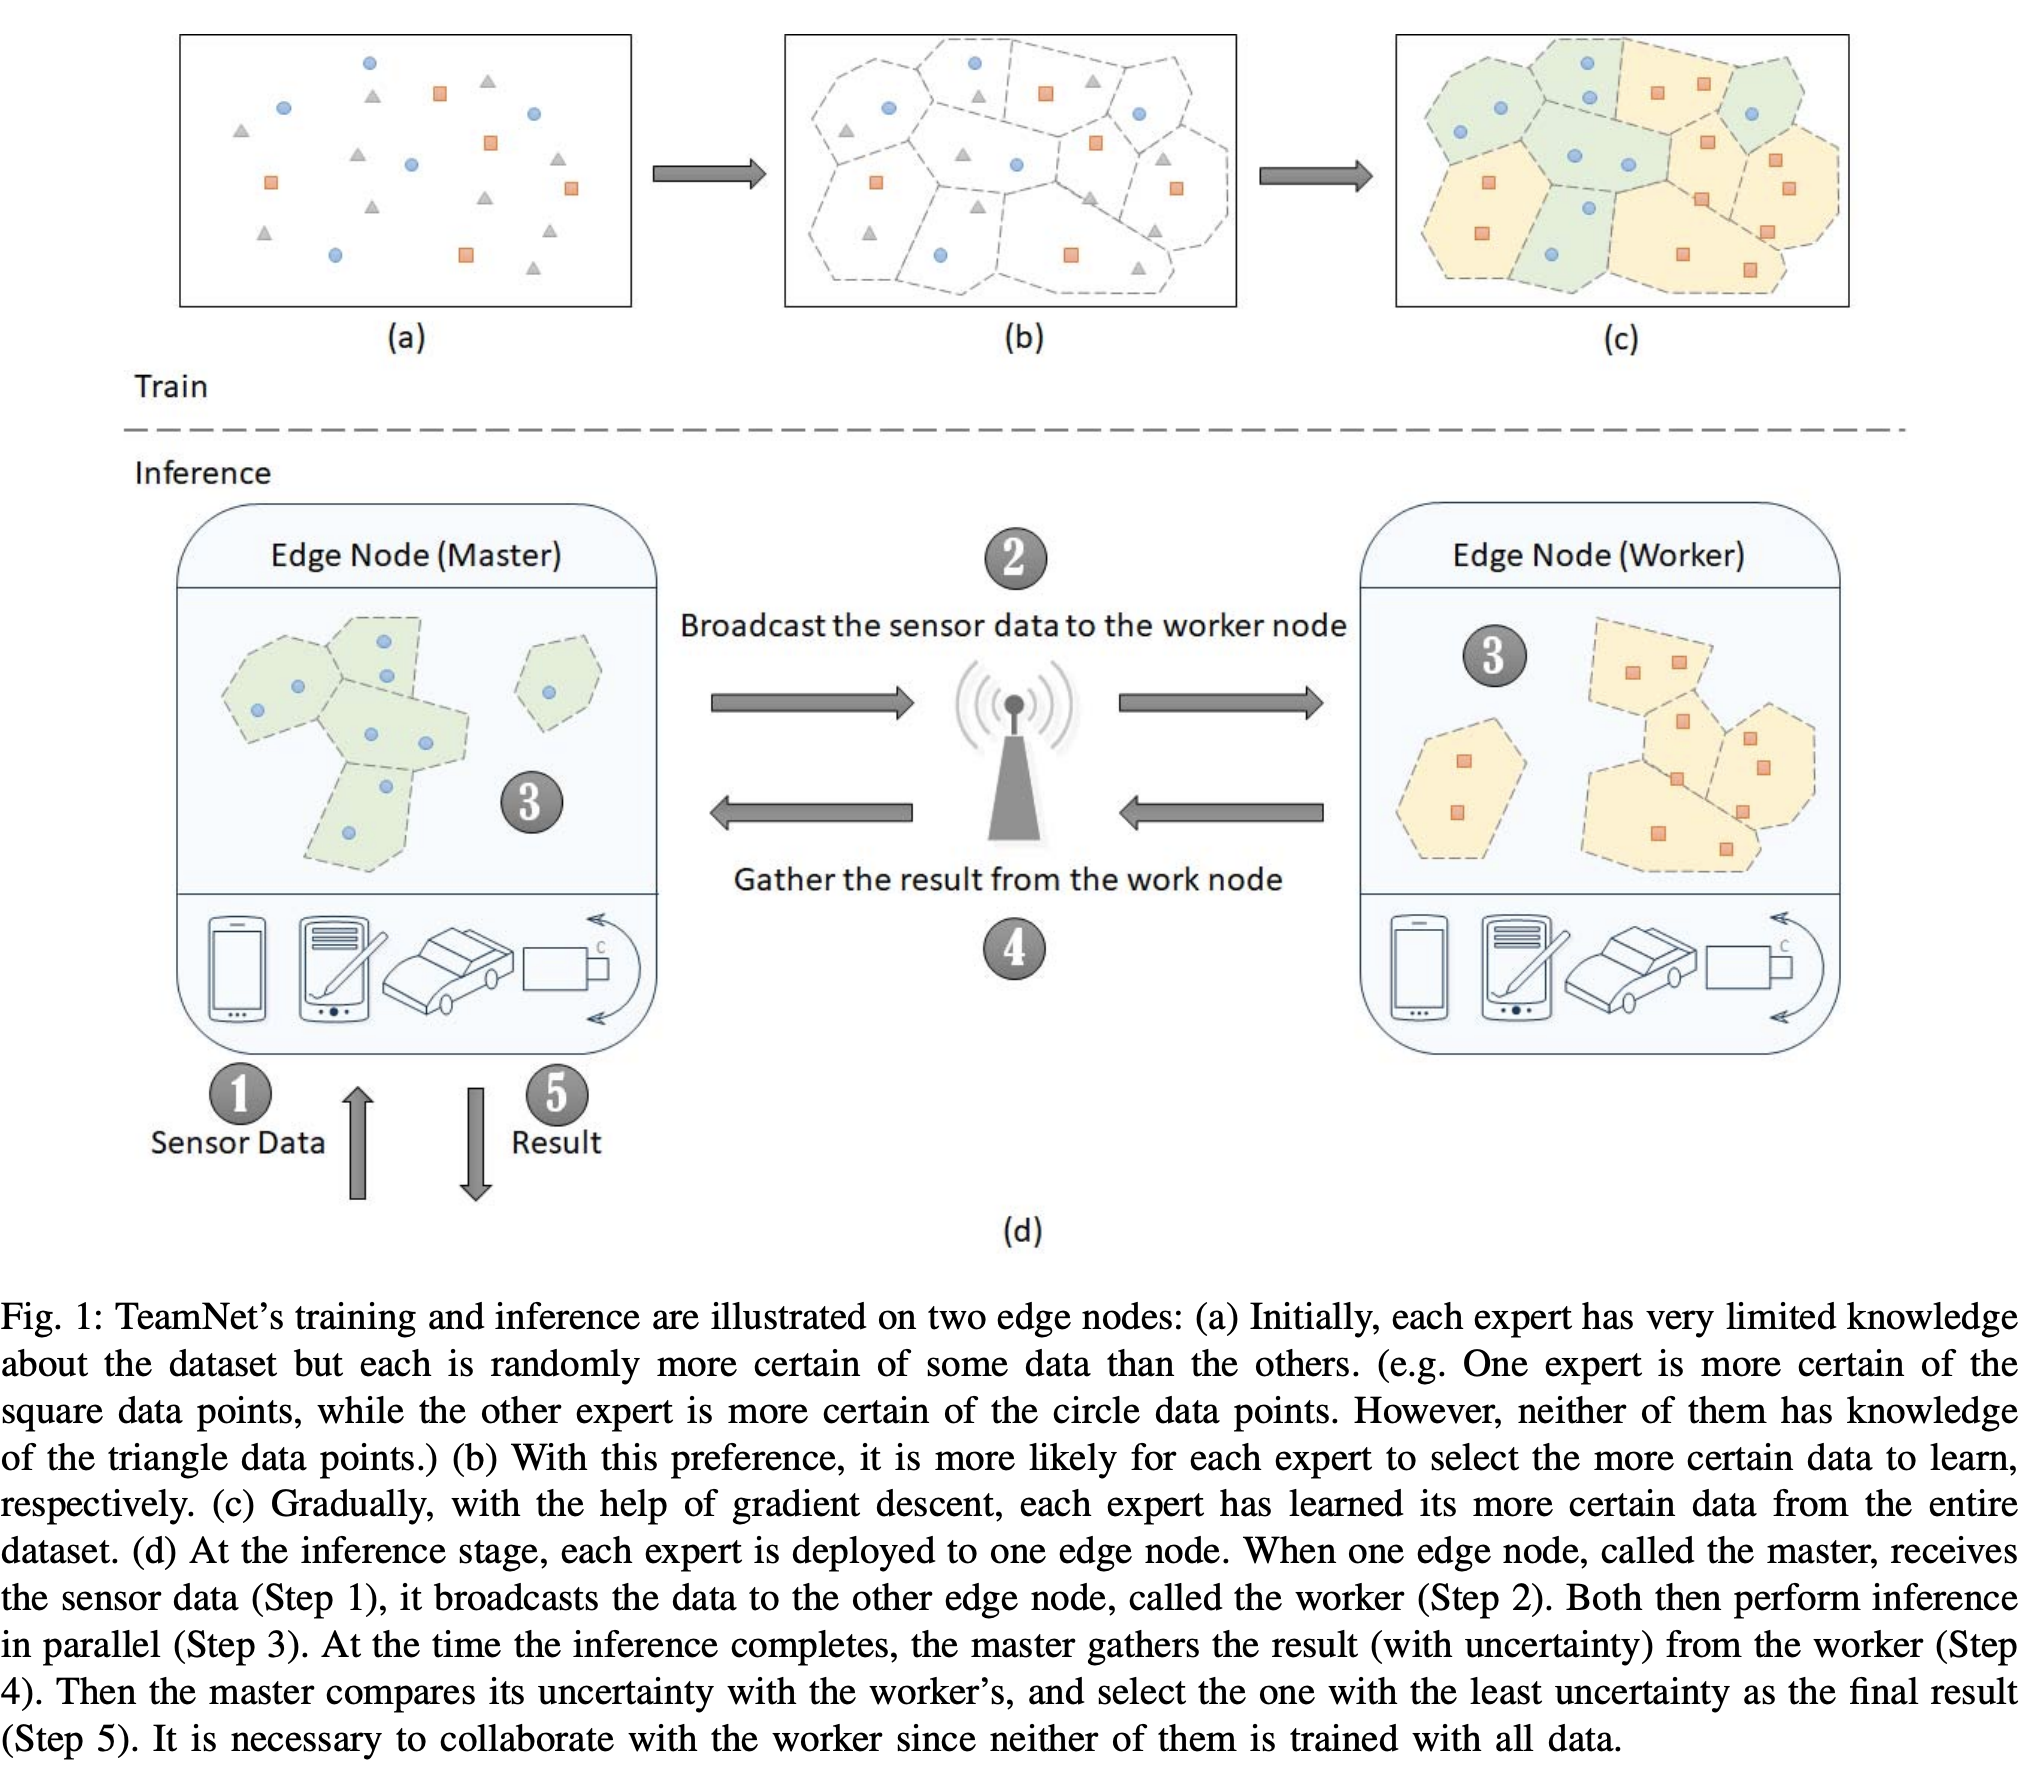 (a)
(b)
(c)
Train
Inference
Edge Node (Master)
2
Edge Node (Worker)
Broadcast the sensor data to the worker node
3
3
Gather the result from the work node
4
C
C
1
Sensor Data
5
Result
(d)
Fig. 1: TeamNet's training and inference are illustrated on two edge nodes: (a) Initially, each expert has very limited knowledge
about the dataset but each is randomly more certain of some data than the others. (e.g. One expert is more certain of the
square data points, while the other expert is more certain of the circle data points. However, neither of them has knowledge
of the triangle data points.) (b) With this preference, it is more likely for each expert to select the more certain data to learn,
respectively. (c) Gradually, with the help of gradient descent, each expert has learned its more certain data from the entire
dataset. (d) At the inference stage, each expert is deployed to one edge node. When one edge node, called the master, receives
the sensor data (Step 1), it broadcasts the data to the other edge node, called the worker (Step 2). Both then perform inference
in parallel (Step 3). At the time the inference completes, the master gathers the result (with uncertainty) from the worker (Step
4). Then the master compares its uncertainty with the worker's, and select the one with the least uncertainty as the final result
(Step 5). It is necessary to collaborate with the worker since neither of them is trained with all data.